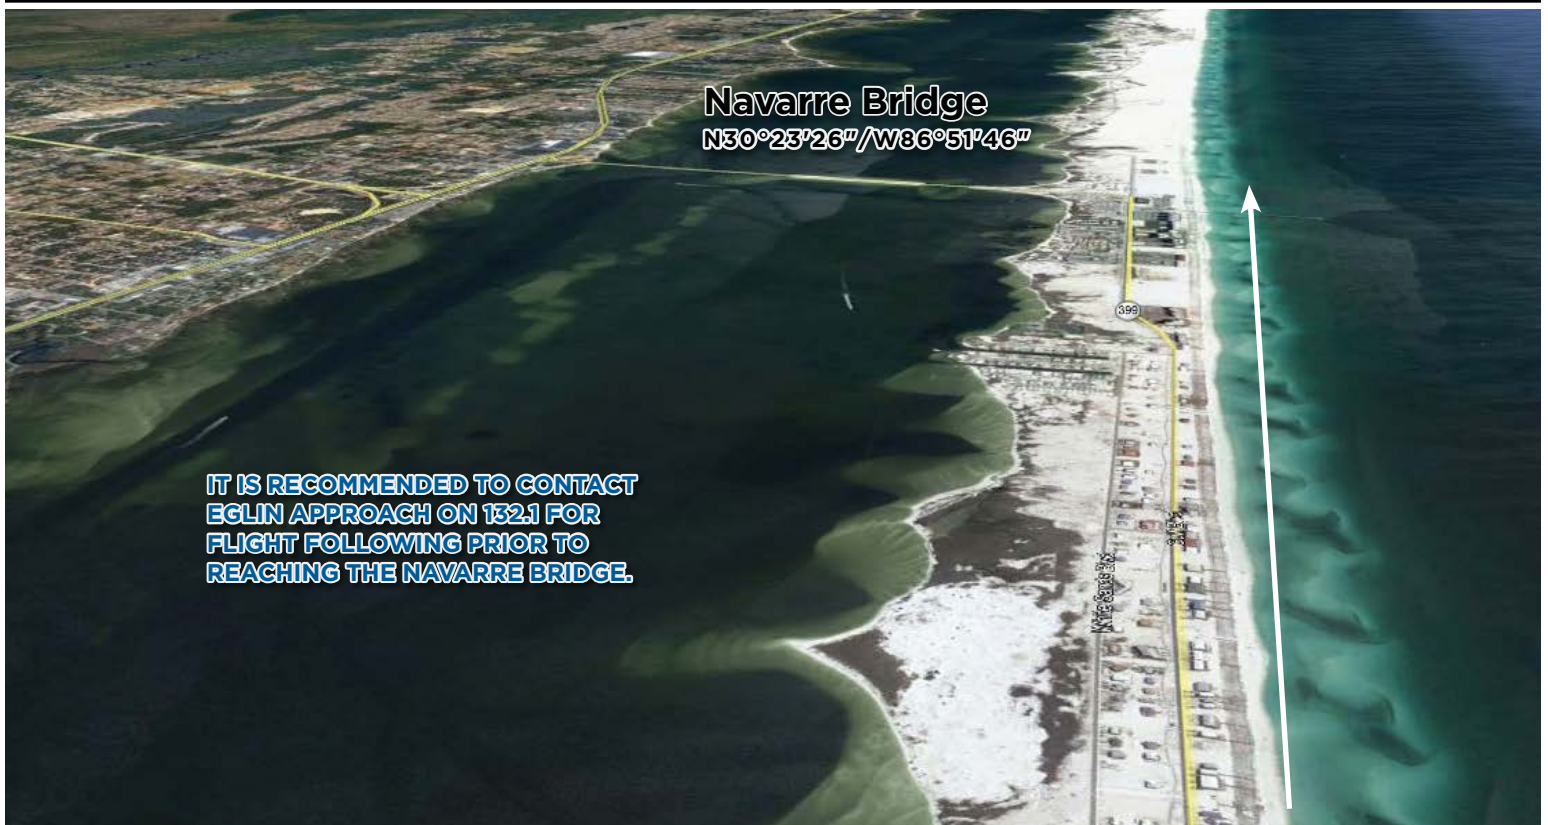 Navarre Bridge
N30°23'26"/W86°51'46"
399
IT IS RECOMMENDED TO CONTACT
EGLIN APPROACH ON 132.1 FOR
FLIGHT FOLLOWING PRIOR TO
REACHING THE NAVARRE BRIDGE.